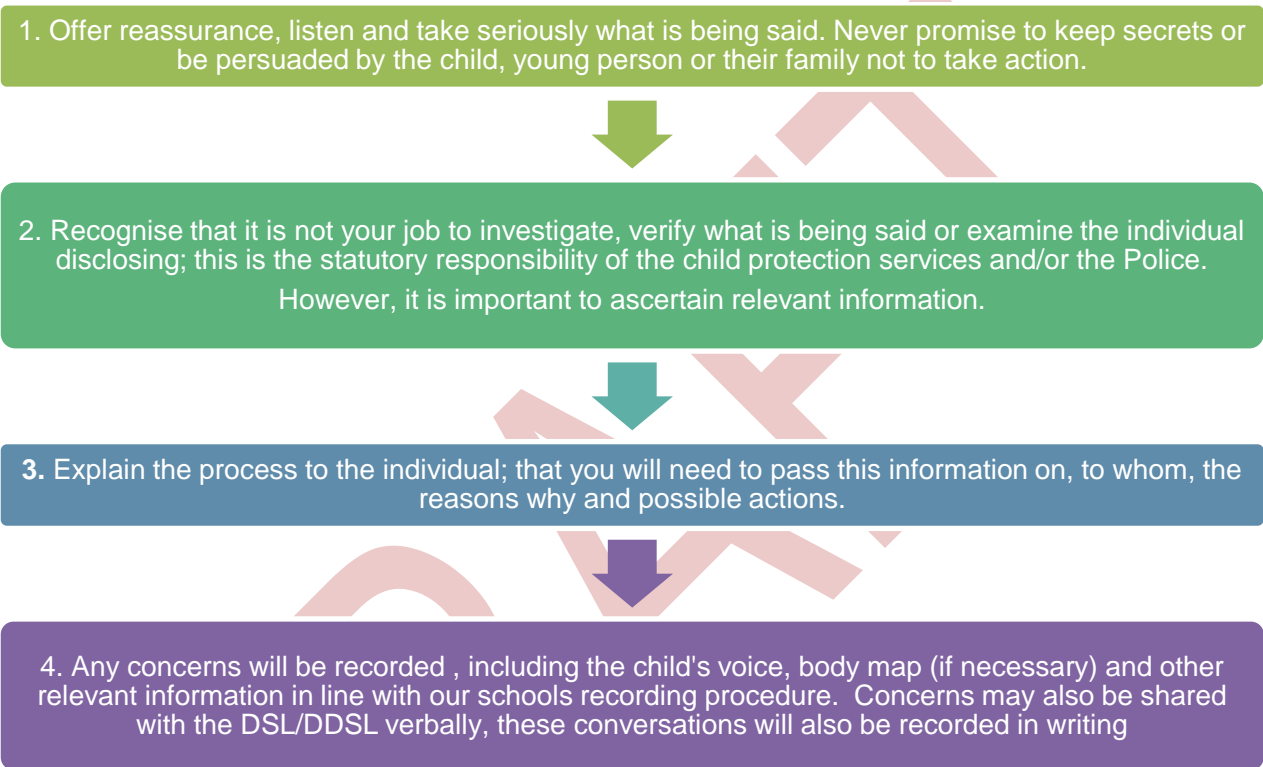 1. Offer reassurance, listen and take seriously what is being said. Never promise to keep secrets or
be persuaded by the child, young person or their family not to take action.
2. Recognise that it is not your job to investigate, verify what is being said or examine the individual
disclosing; this is the statutory responsibility of the child protection services and/or the Police.
However, it is important to ascertain relevant information.
3. Explain the process to the individual; that you will need to pass this information on, to whom, the
reasons why and possible actions.
4. Any concerns will be recorded , including the child's voice, body map (if necessary) and other
relevant information in line with our schools recording procedure.  Concerns may also be shared
with the DSL/DDSL verbally, these conversations will also be recorded in writing